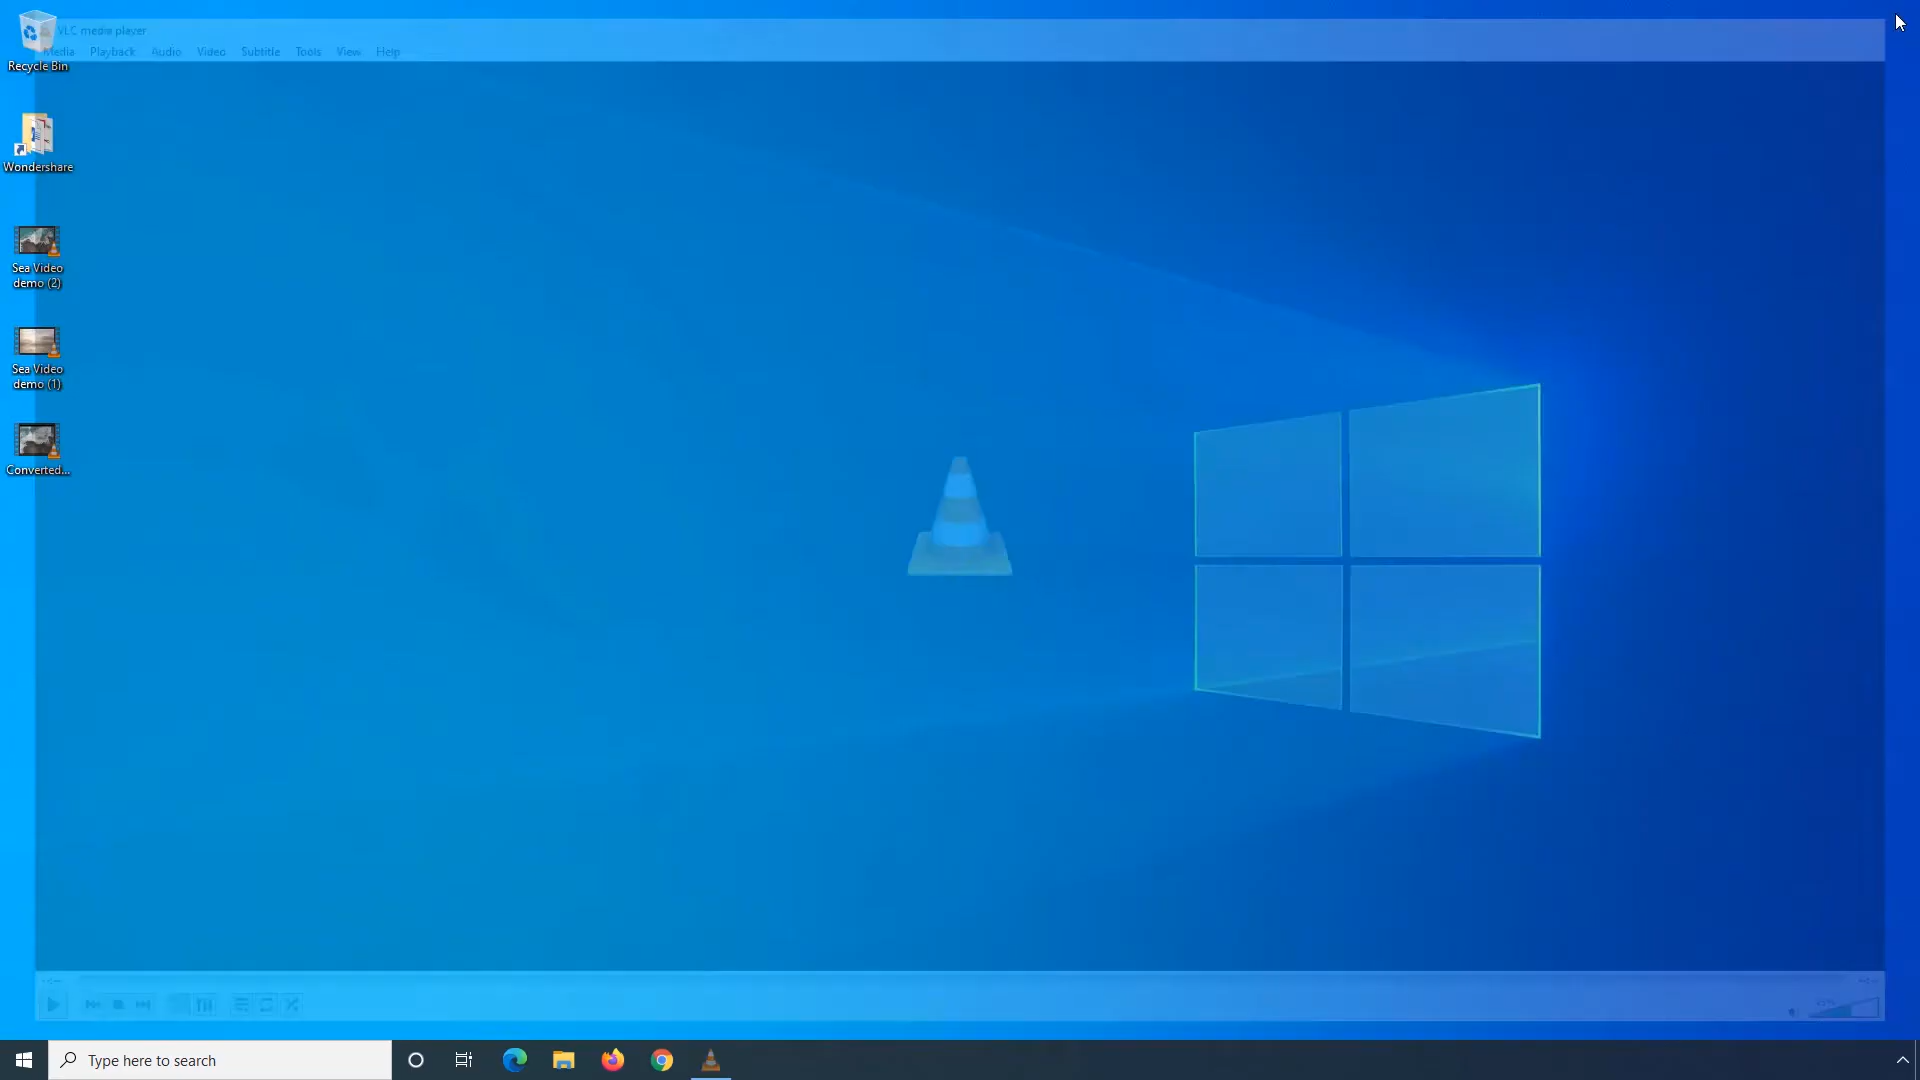 VLC media player
Media Playback Audio Video Subtitle Tools View Help
Recycle Bin
Wondershare
Sea Video
demo (2)
Sea Video
demo (1)
Converted...
Type here to search